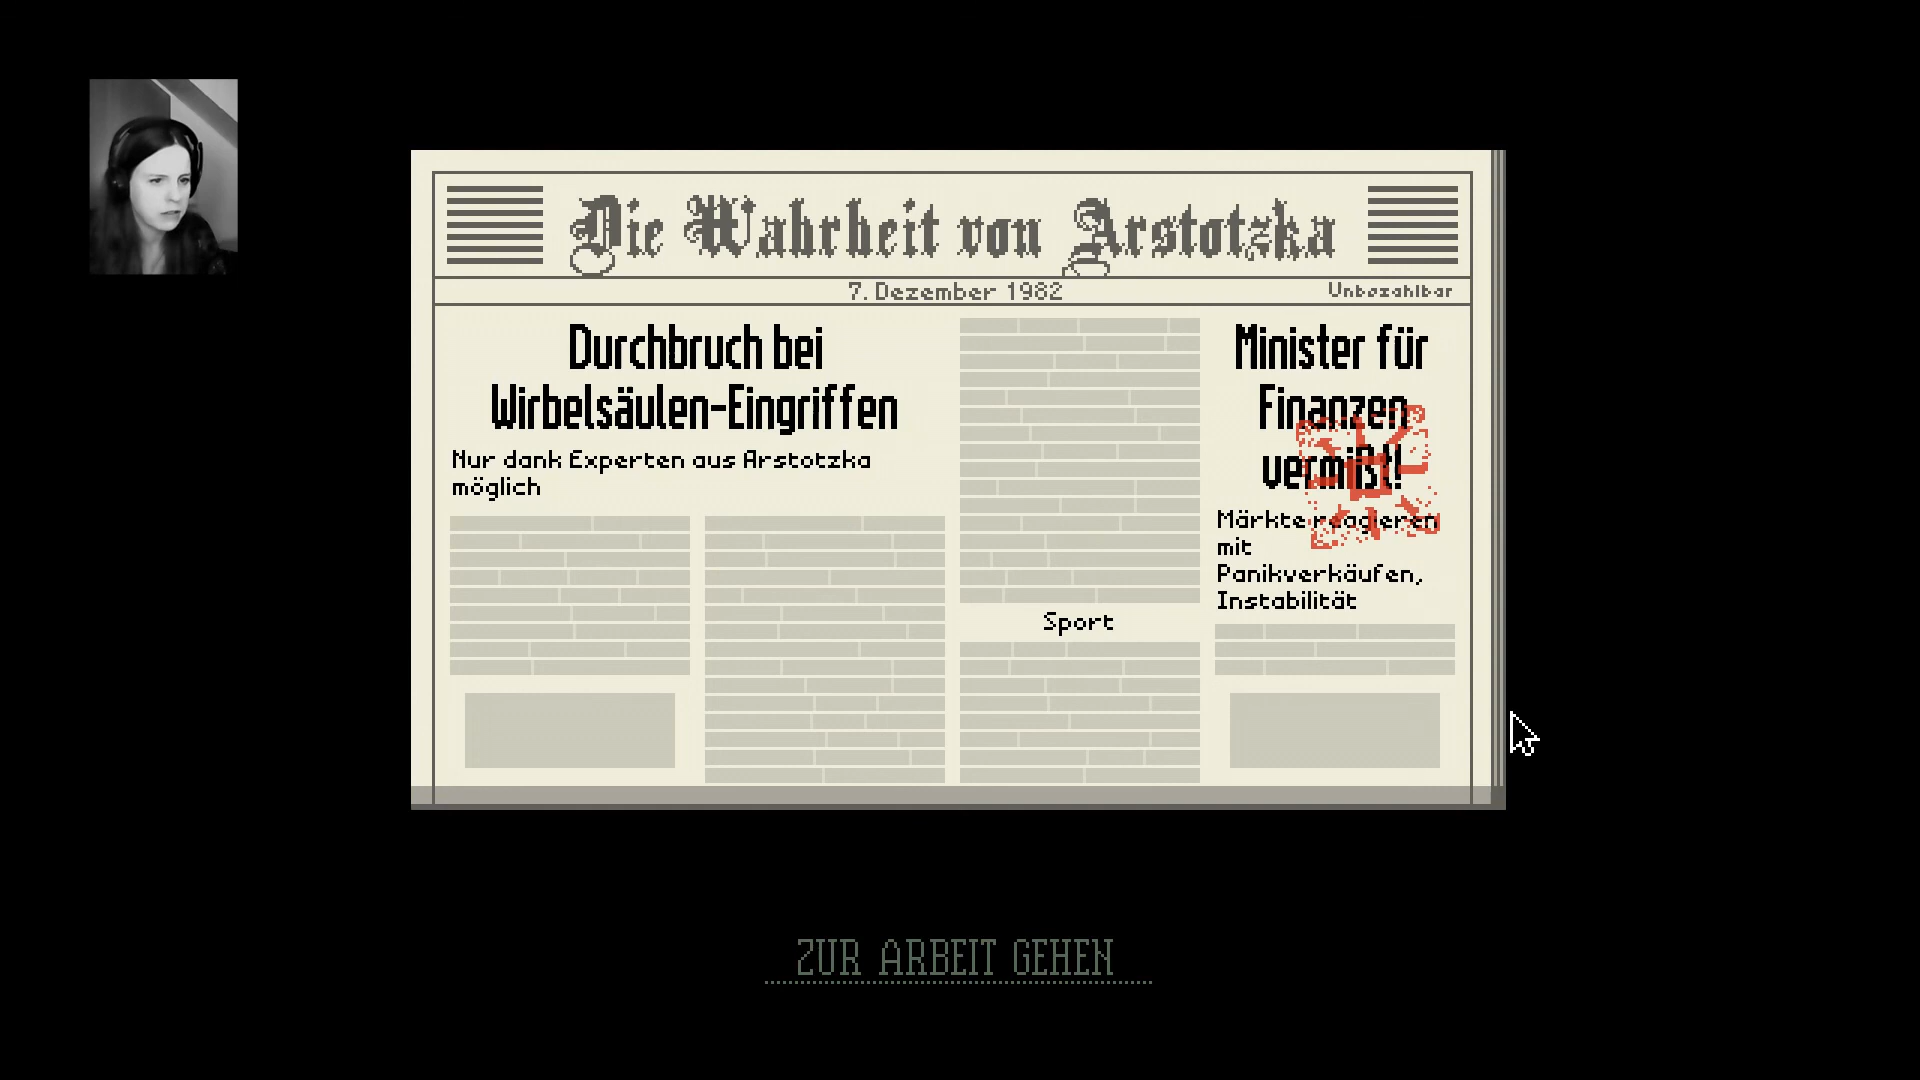 Die Wahrheit von Arstotzka
7. Dezember 1982
Unbezahlbar
Durchbruch bei
Wirbelsäulen-Eingriffen
Nur dank Experten aus Arstotzka
möglich
Sport
Minister für
Finanzen
vermißt!
Märkte reagieren
mit
Panikverkäufen,
Instabilität
ZUR ARBEIT GEHEN